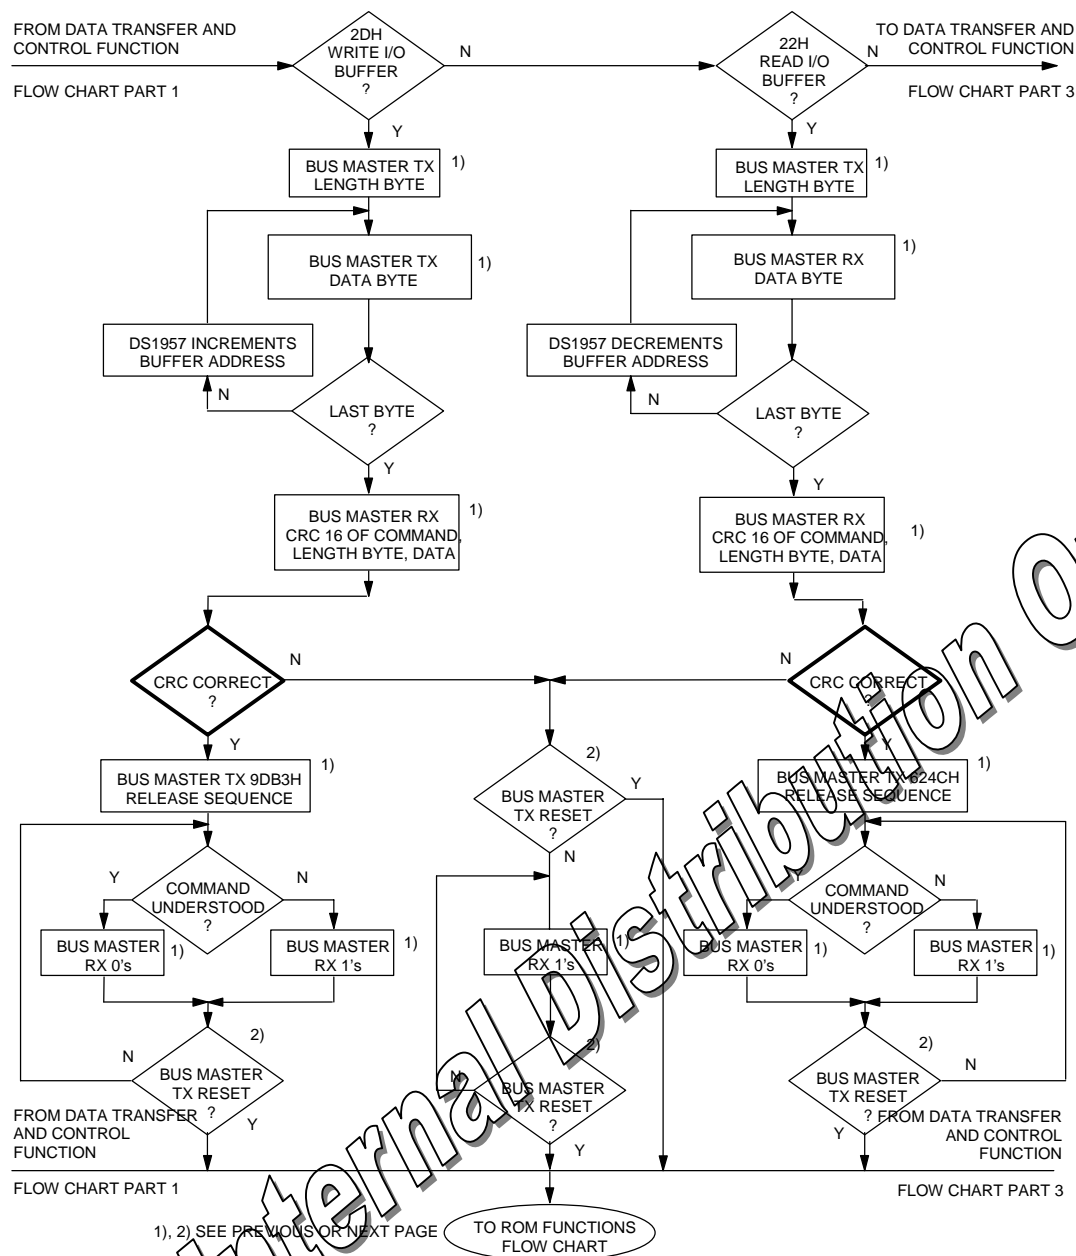 FROM DATA TRANSFER AND
CONTROL FUNCTION
FLOW CHART PART 1
2DH
WRITE I/O
BUFFER
?
N
Y
22H
READ I/O
BUFFER
?
N
Y
TO DATA TRANSFER AND
CONTROL FUNCTION
FLOW CHART PART 3
BUS MASTER TX
LENGTH BYTE
1)
BUS MASTER TX
LENGTH BYTE
1)
BUS MASTER TX
DATA BYTE
1)
BUS MASTER RX
DATA BYTE
1)
DS1957 INCREMENTS
BUFFER ADDRESS
DS1957 DECREMENTS
BUFFER ADDRESS
N
LAST BYTE
?
Y
N
LAST BYTE
?
Y
BUS MASTER RX
CRC 16 OF COMMAND,
LENGTH BYTE, DATA
1)
BUS MASTER RX
CRC 16 OF COMMAND,
LENGTH BYTE, DATA
1)
CRC CORRECT
?
N
Y
N
CRC CORRECT
?
Y
BUS MASTER TX 9DB3H
RELEASE SEQUENCE
1)
BUS MASTER
TX RESET
?
2)
Y
N
BUS MASTER TX 624CH
RELEASE SEQUENCE
1)
Y
COMMAND
UNDERSTOOD
?
N
Y
COMMAND
UNDERSTOOD
?
N
BUS MASTER
RX 0's
1)
BUS MASTER
RX 1's
1)
BUS MASTER
RX 1's
1)
BUS MASTER
RX 0's
1)
BUS MASTER
RX 1's
1)
N
BUS MASTER
TX RESET
?
2)
Y
N
BUS MASTER
TX RESET
?
2)
Y
BUS MASTER
TX RESET
?
2)
N
Y
FROM DATA TRANSFER
AND CONTROL
FUNCTION
FLOW CHART PART 1
FROM DATA TRANSFER
AND CONTROL
FUNCTION
FLOW CHART PART 3
1), 2) SEE PREVIOUS OR NEXT PAGE
TO ROM FUNCTIONS
FLOW CHART
Internal Distribution